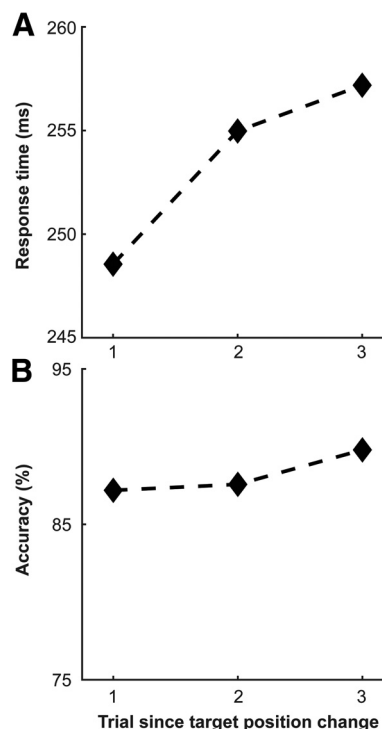 A
260
255
250
245
Response time (ms)
1 2 3
B
95
85
75
Accuracy (%)
1 2 3
Trial since target position change